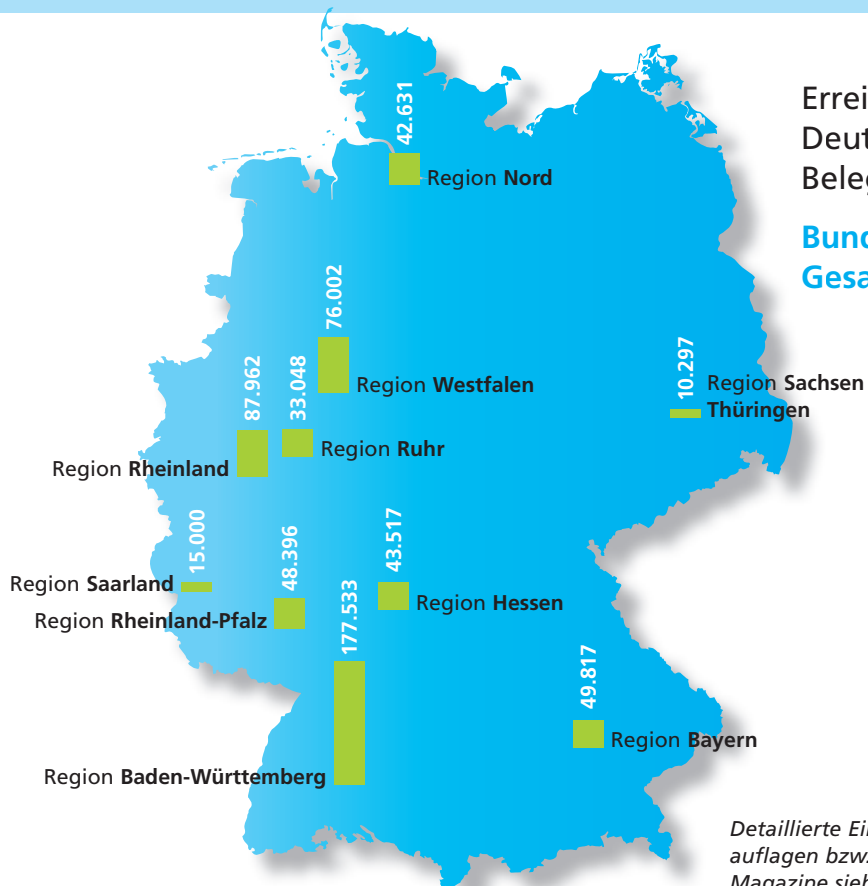 Errei
Deut
Beleg
Bund
Gesa
42.631
Region Nord
76.002
Region Westfalen
87.962
Region Rheinland
33.048
Region Ruhr
10.297
Region Sachsen
Thüringen
15.000
Region Saarland
48.396
Region Rheinland-Pfalz
43.517
Region Hessen
177.533
Region Baden-Württemberg
49.817
Region Bayern
Detaillierte Ei
auflagen bzw.
Magazine sieh